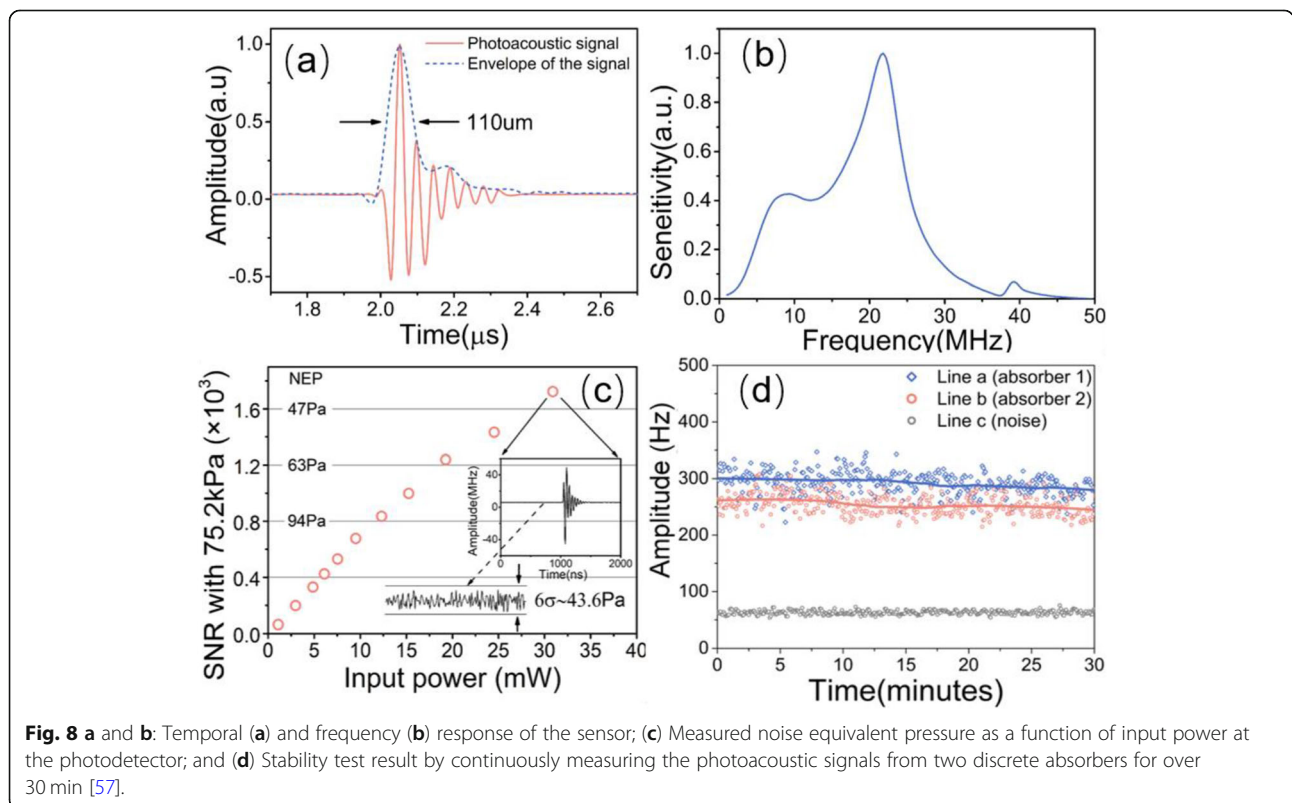 (a)
Photoacoustic signal
Envelope of the signal
110um
Amplitude(a.u)
1.0
0.5
0.0
-0.5
1.8 2.0 2.2 2.4 2.6
Time(μs)
(b)
Seneitivity(a.u.)
1.0
0.8
0.6
0.4
0.2
0.0
0 10 20 30 40 50
Frequency(MHz)
(c)
SNR with 75.2kPa (×10³)
NEP
47Pa
63Pa
94Pa
1.6
1.2
0.8
0.4
0.0
0 5 10 15 20 25 30 35 40
Input power (mW)
Amplitude(MHz)
40
0
-40
0 1000 2000
Time(ns)
6σ~43.6Pa
(d)
Line a (absorber 1)
Line b (absorber 2)
Line c (noise)
Amplitude (Hz)
500
400
300
200
100
0
0 5 10 15 20 25 30
Time(minutes)
Fig. 8 a and b: Temporal (a) and frequency (b) response of the sensor; (c) Measured noise equivalent pressure as a function of input power at
the photodetector; and (d) Stability test result by continuously measuring the photoacoustic signals from two discrete absorbers for over
30 min [57].